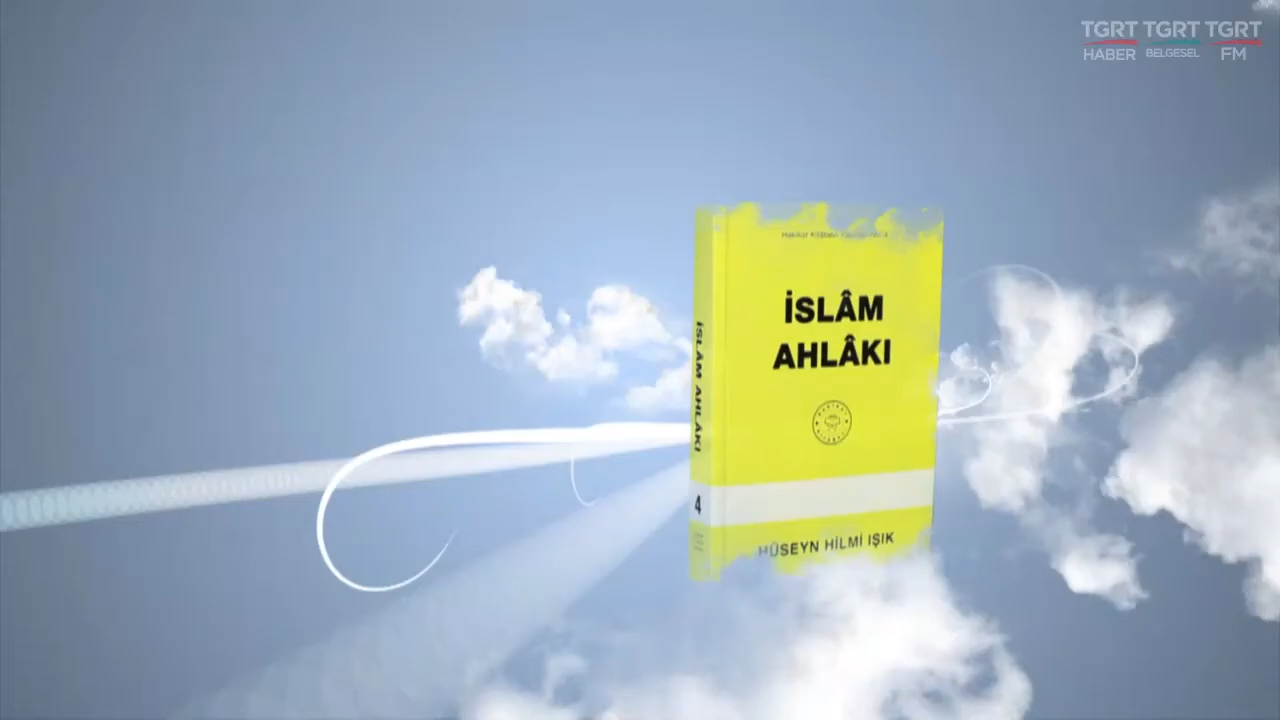 TGRT TGRT TGRT
HABER BELGESEL FM
İSLÂM
AHLÂKI
HÜSEYN HİLMİ IŞIK
İSLÂM AHLÂKI
4